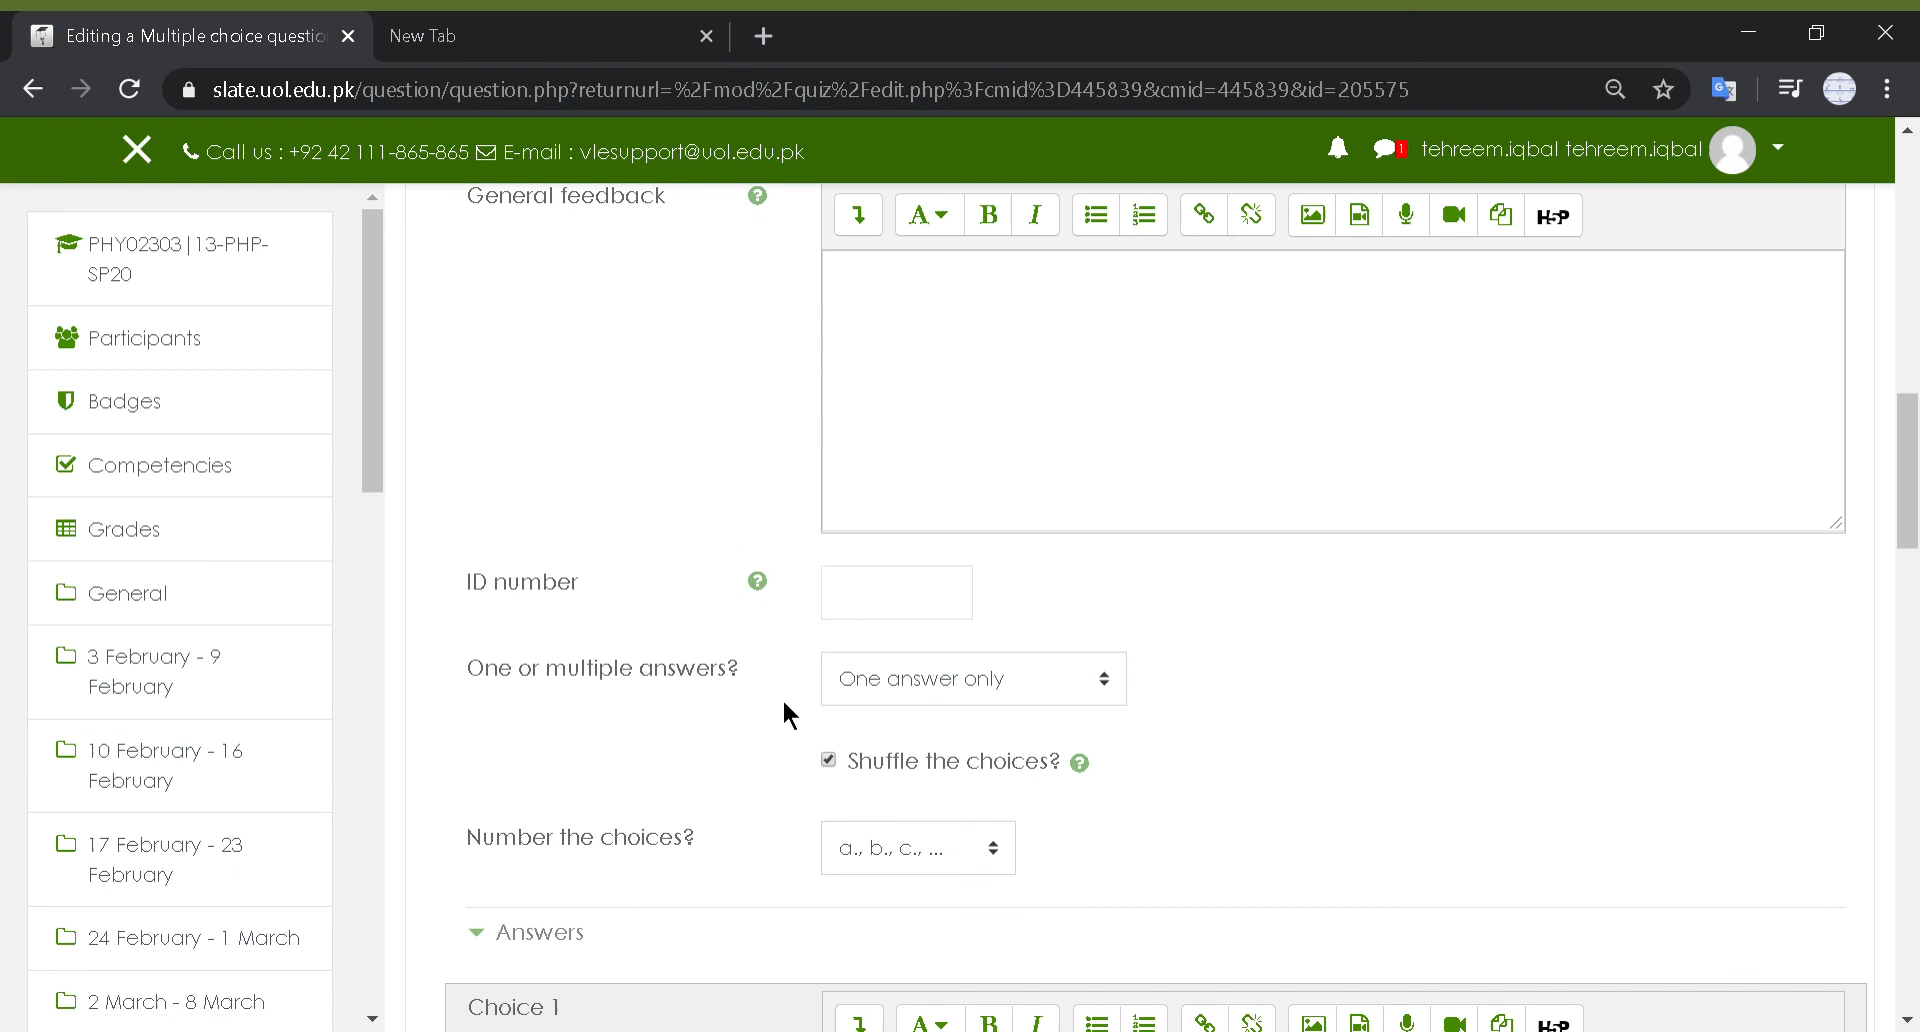 Editing a Multiple choice questio
New Tab
slate.uol.edu.pk/question/question.php?returnurl=%2Fmod%2Fquiz%2Fedit.php%3Fcmid%3D445839&cmid=445839&id=205575
Call us : +92 42 111-865-865 E-mail : vlesupport@uol.edu.pk
1 tehreem.iqbal tehreem.iqbal
PHY02303|13-PHP-
SP20
Participants
Badges
Competencies
Grades
General
3 February - 9
February
10 February - 16
February
17 February - 23
February
24 February - 1 March
2 March - 8 March
General feedback
A B I H-P
ID number
One or multiple answers?
One answer only
Shuffle the choices?
Number the choices?
a., b., c., ...
Answers
Choice 1
A B I H-P